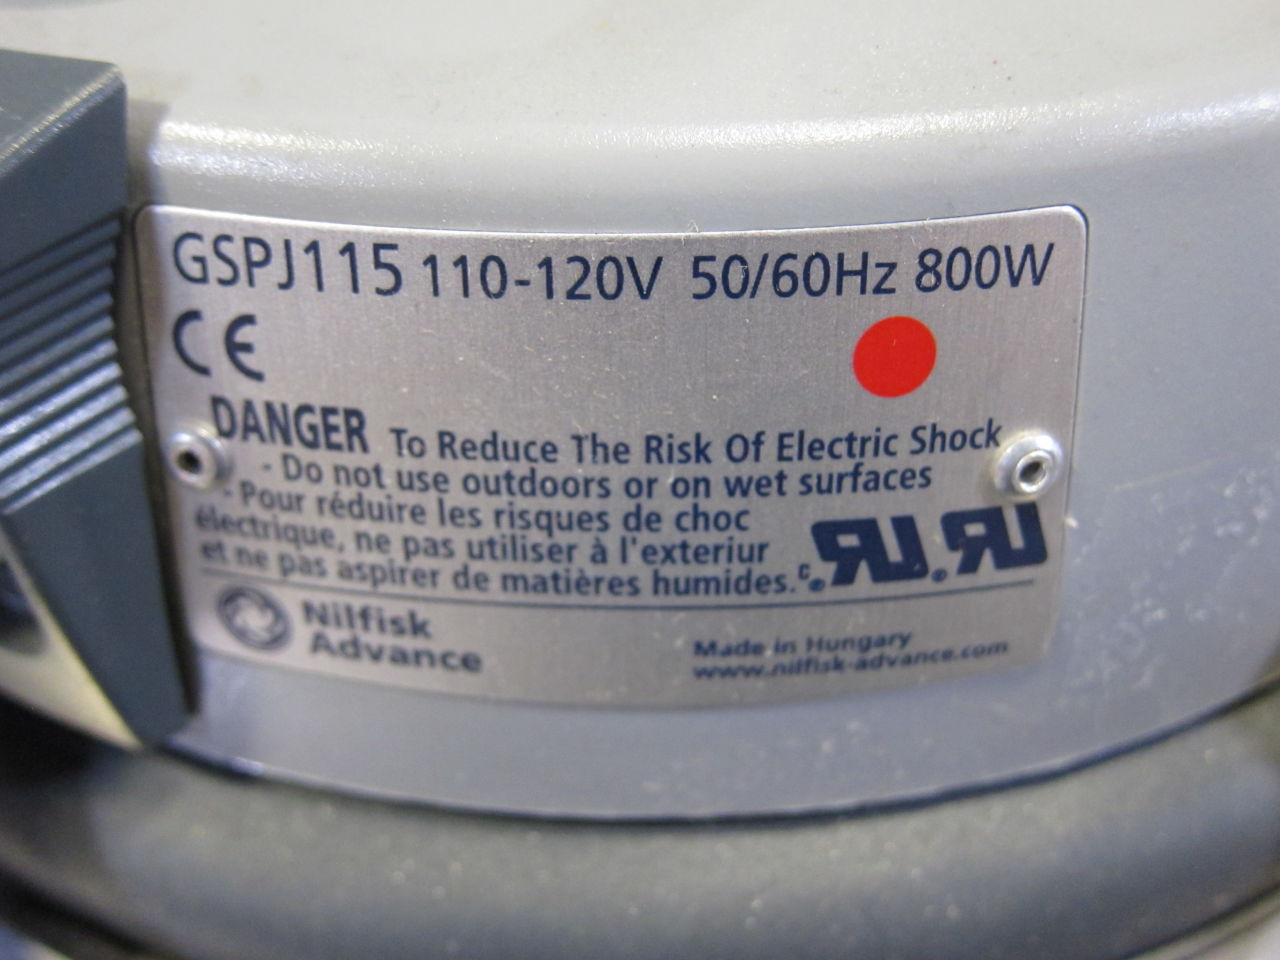 GSPJ115 110-120V 50/60Hz 800W
CE
DANGER To Reduce The Risk Of Electric Shock
- Do not use outdoors or on wet surfaces
- Pour réduire les risques de choc
électrique, ne pas utiliser à l'exteriur
et ne pas aspirer de matières humides.
c RU ® RU ®
Nilfisk
Advance
Made in Hungary
www.nilfisk-advance.com